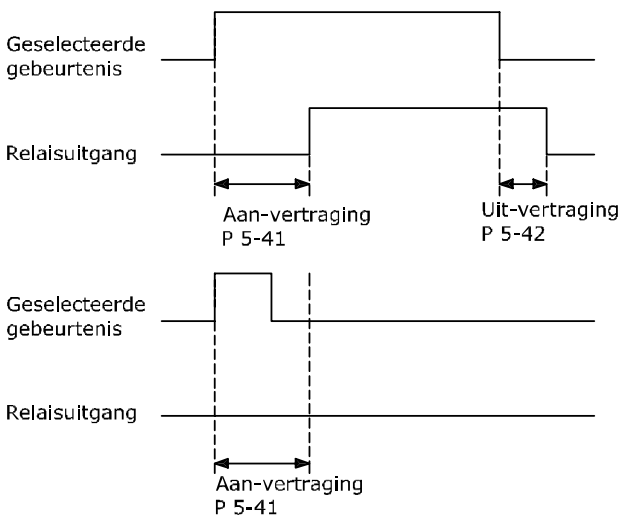 Geselecteerde
gebeurtenis
Relaisuitgang
Aan-vertraging
P 5-41
Uit-vertraging
P 5-42
Geselecteerde
gebeurtenis
Relaisuitgang
Aan-vertraging
P 5-41